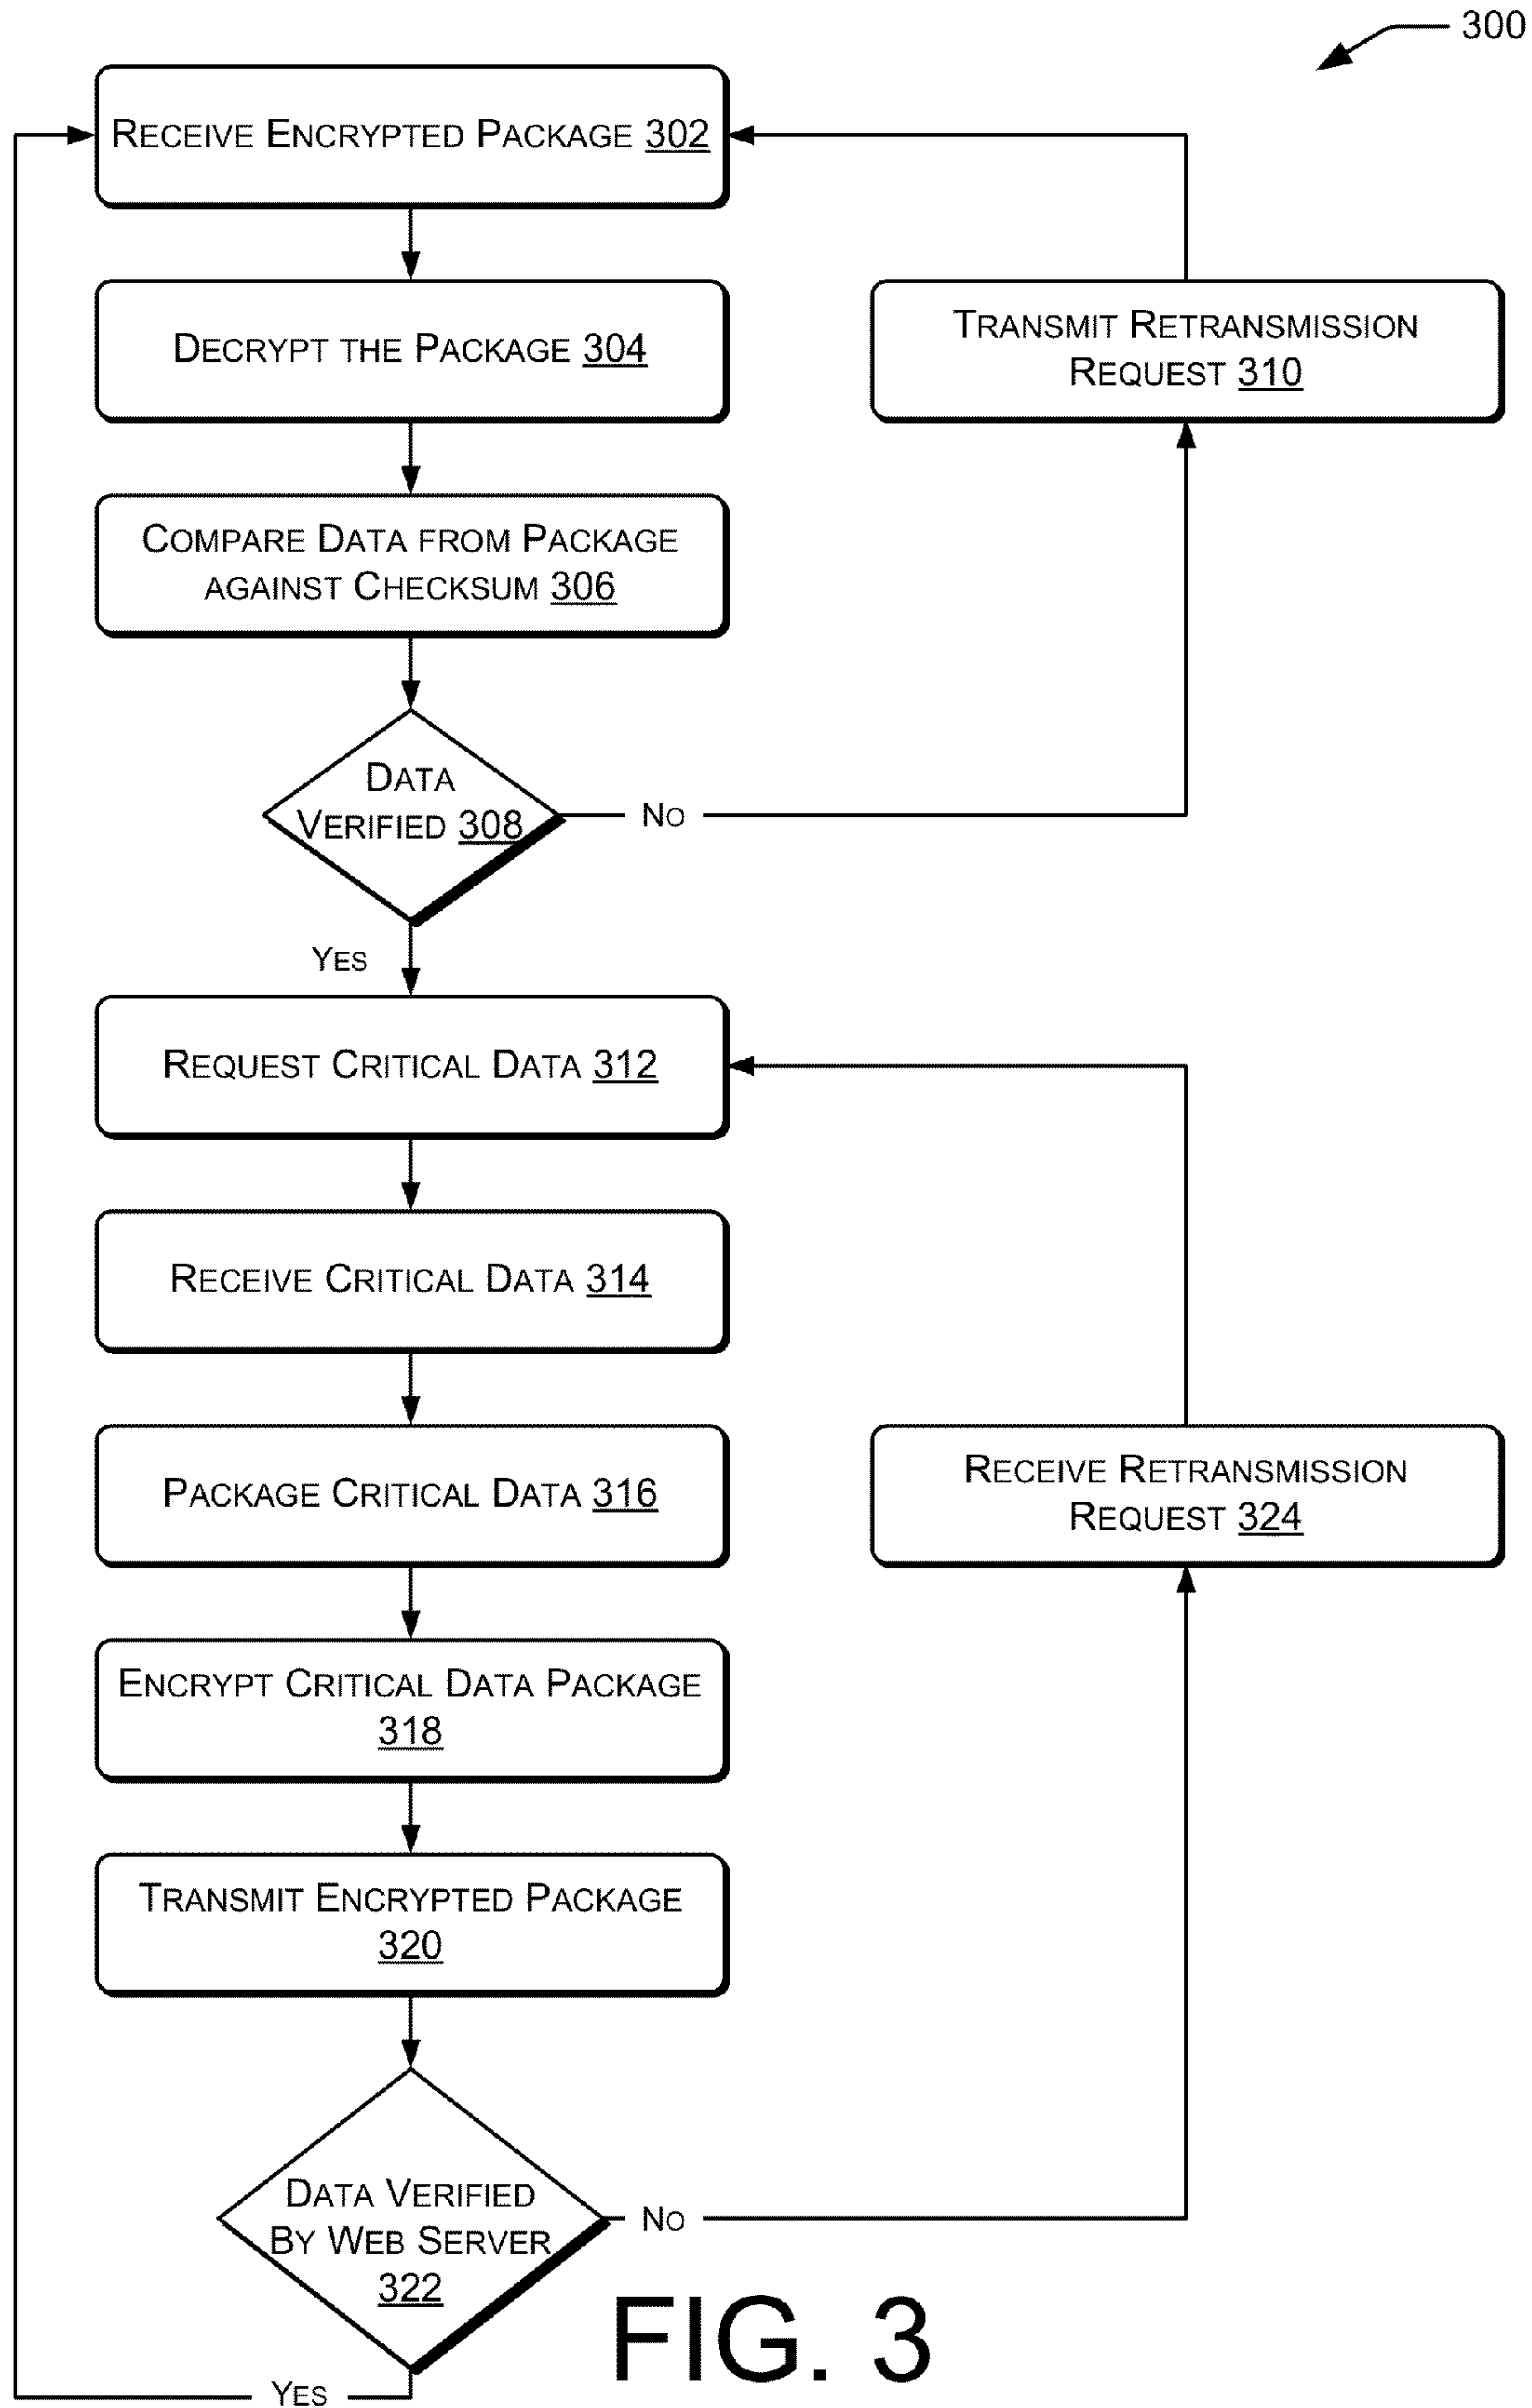 300
RECEIVE ENCRYPTED PACKAGE 302
DECRYPT THE PACKAGE 304
TRANSMIT RETRANSMISSION
REQUEST 310
COMPARE DATA FROM PACKAGE
AGAINST CHECKSUM 306
DATA
VERIFIED 308
NO
YES
REQUEST CRITICAL DATA 312
RECEIVE CRITICAL DATA 314
PACKAGE CRITICAL DATA 316
RECEIVE RETRANSMISSION
REQUEST 324
ENCRYPT CRITICAL DATA PACKAGE
318
TRANSMIT ENCRYPTED PACKAGE
320
DATA VERIFIED
BY WEB SERVER
322
NO
YES
FIG. 3